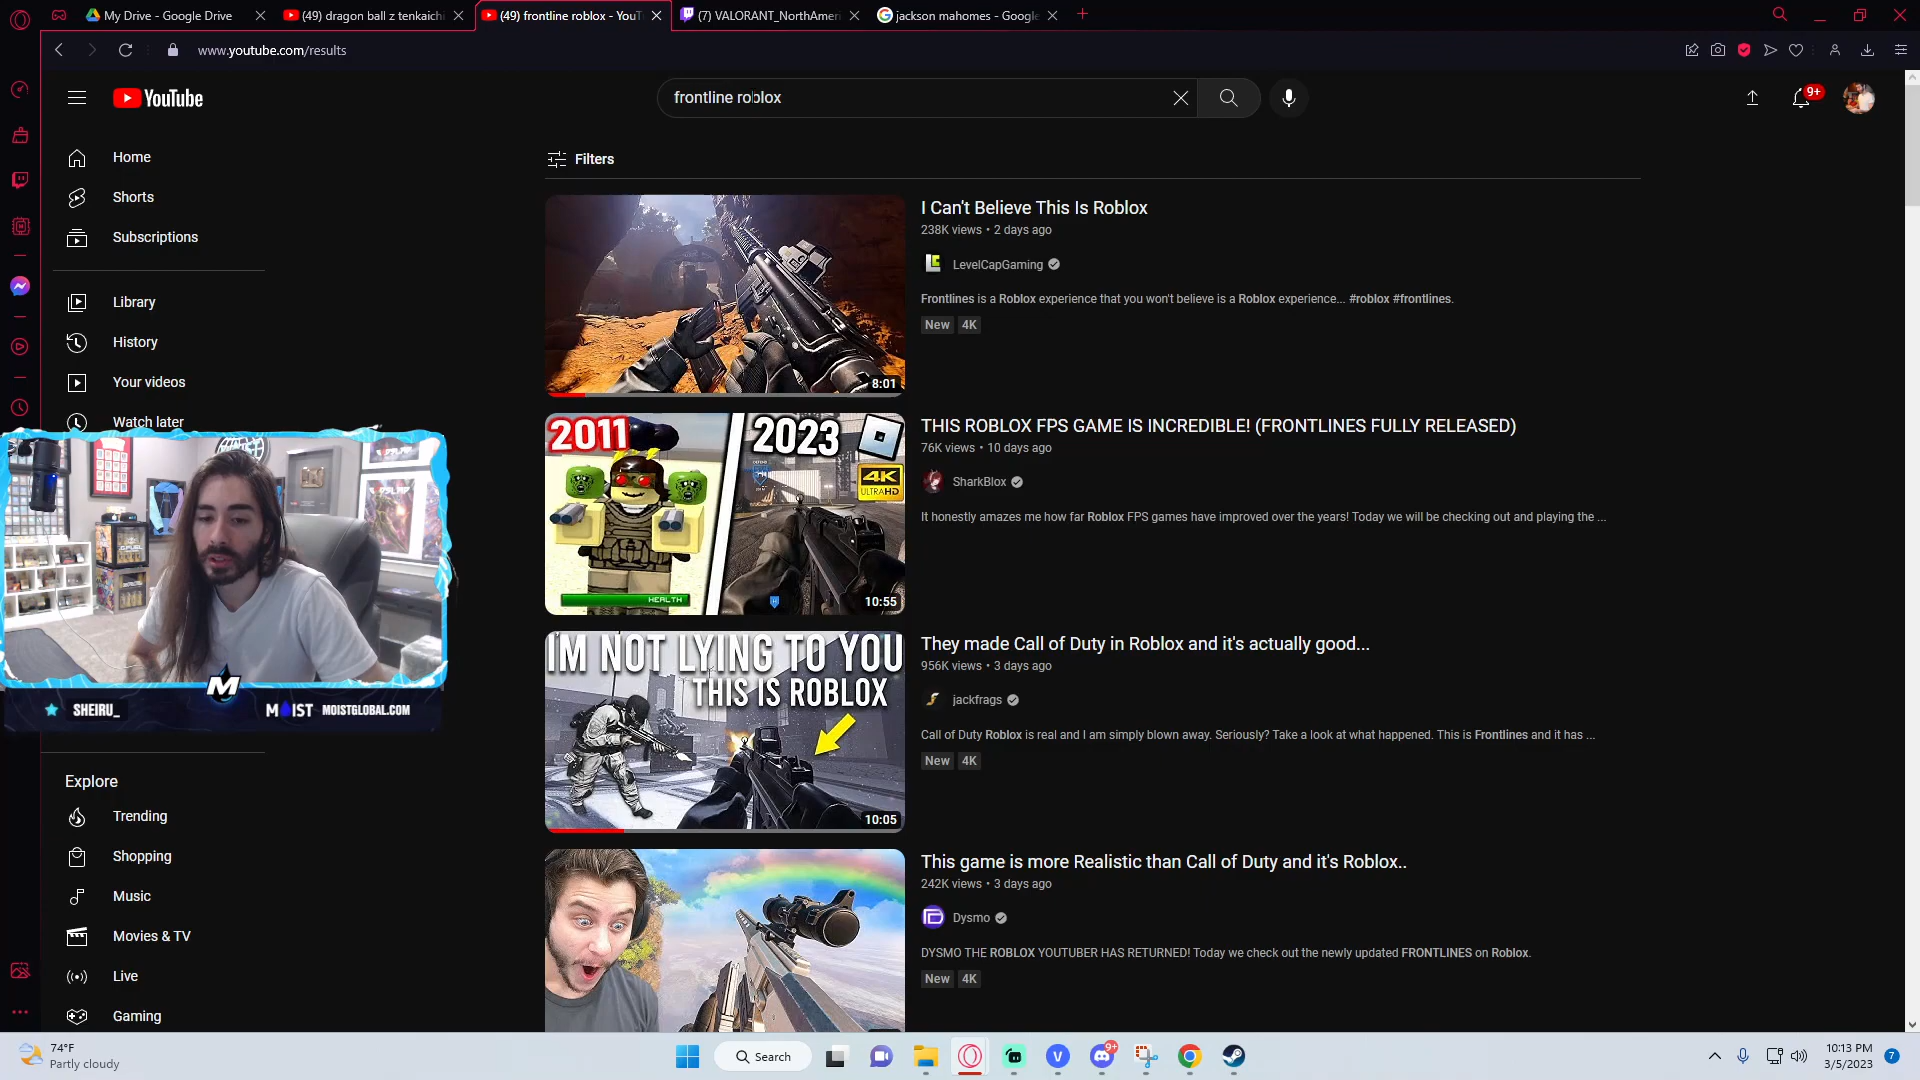 My Drive - Google Drive
(49) dragon ball z tenkaichi
(49) frontline roblox - YouT
(7) VALORANT_NorthAmeri
jackson mahomes - Google
www.youtube.com/results
YouTube
frontline roblox
9+
Home
Shorts
Subscriptions
Library
History
Your videos
Watch later
Filters
8:01
I Can't Believe This Is Roblox
238K views • 2 days ago
LevelCapGaming
Frontlines is a Roblox experience that you won't believe is a Roblox experience... #roblox #frontlines.
New 4K
2011
2023
4K
ULTRA HD
HEALTH
10:55
THIS ROBLOX FPS GAME IS INCREDIBLE! (FRONTLINES FULLY RELEASED)
76K views • 10 days ago
SharkBlox
It honestly amazes me how far Roblox FPS games have improved over the years! Today we will be checking out and playing the ...
IM NOT LYING TO YOU
THIS IS ROBLOX
10:05
They made Call of Duty in Roblox and it's actually good...
956K views • 3 days ago
jackfrags
Call of Duty Roblox is real and I am simply blown away. Seriously? Take a look at what happened. This is Frontlines and it has ...
New 4K
This game is more Realistic than Call of Duty and it's Roblox..
242K views • 3 days ago
Dysmo
DYSMO THE ROBLOX YOUTUBER HAS RETURNED! Today we check out the newly updated FRONTLINES on Roblox.
New 4K
M
SHEIRU_
MOIST MOISTGLOBAL.COM
Explore
Trending
Shopping
Music
Movies & TV
Live
Gaming
74°F
Partly cloudy
Search
9+
10:13 PM
3/5/2023
7